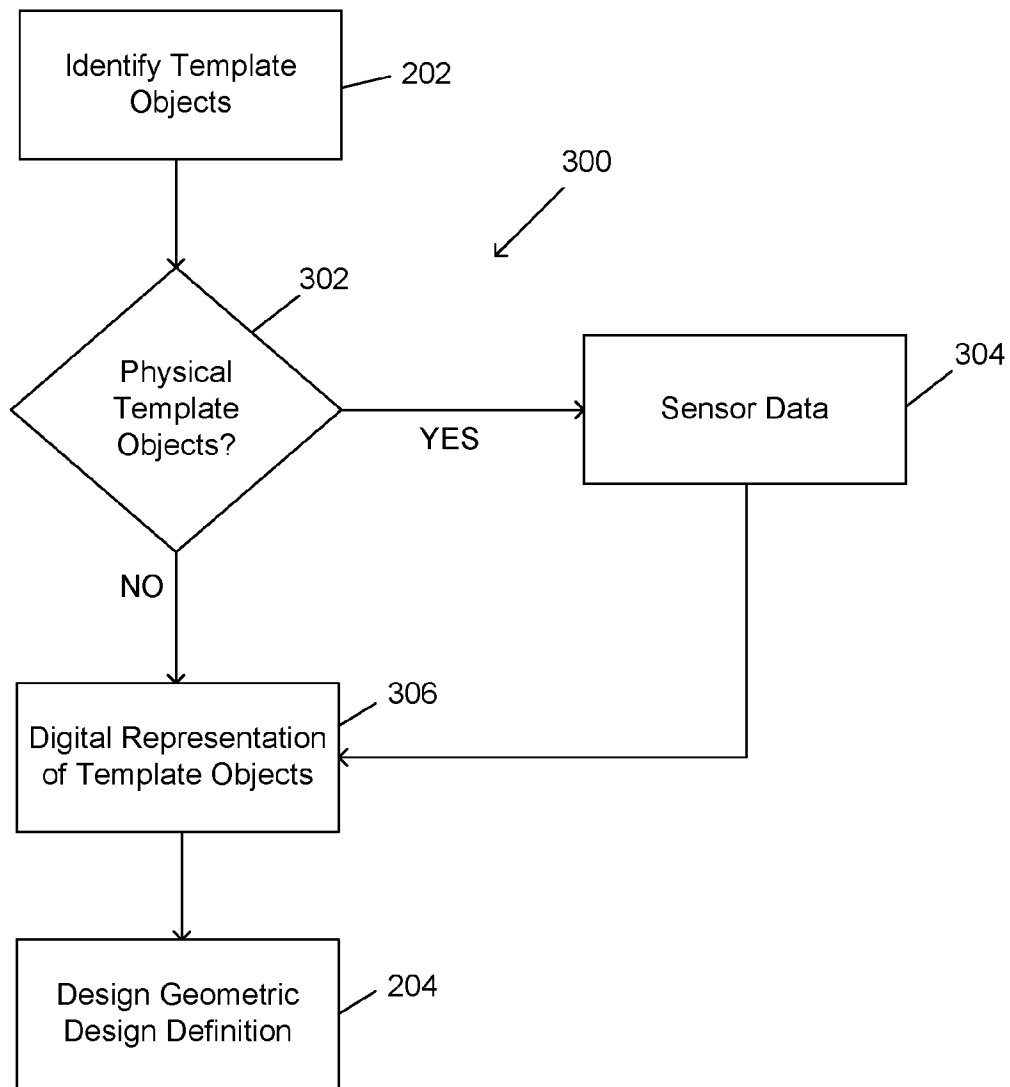 Identify Template
Objects
202
300
302
Physical
Template
Objects?
YES
Sensor Data
304
NO
306
Digital Representation
of Template Objects
Design Geometric
Design Definition
204